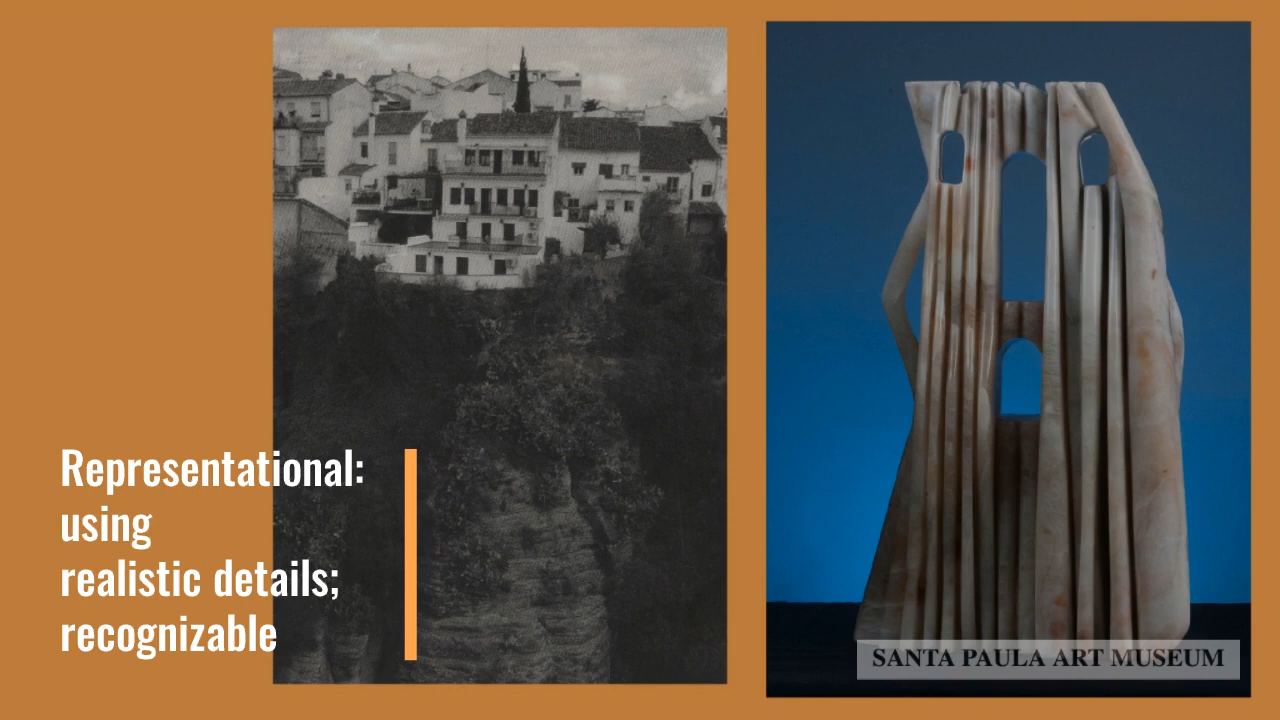 Representational:
using
realistic details;
recognizable
SANTA PAULA ART MUSEUM